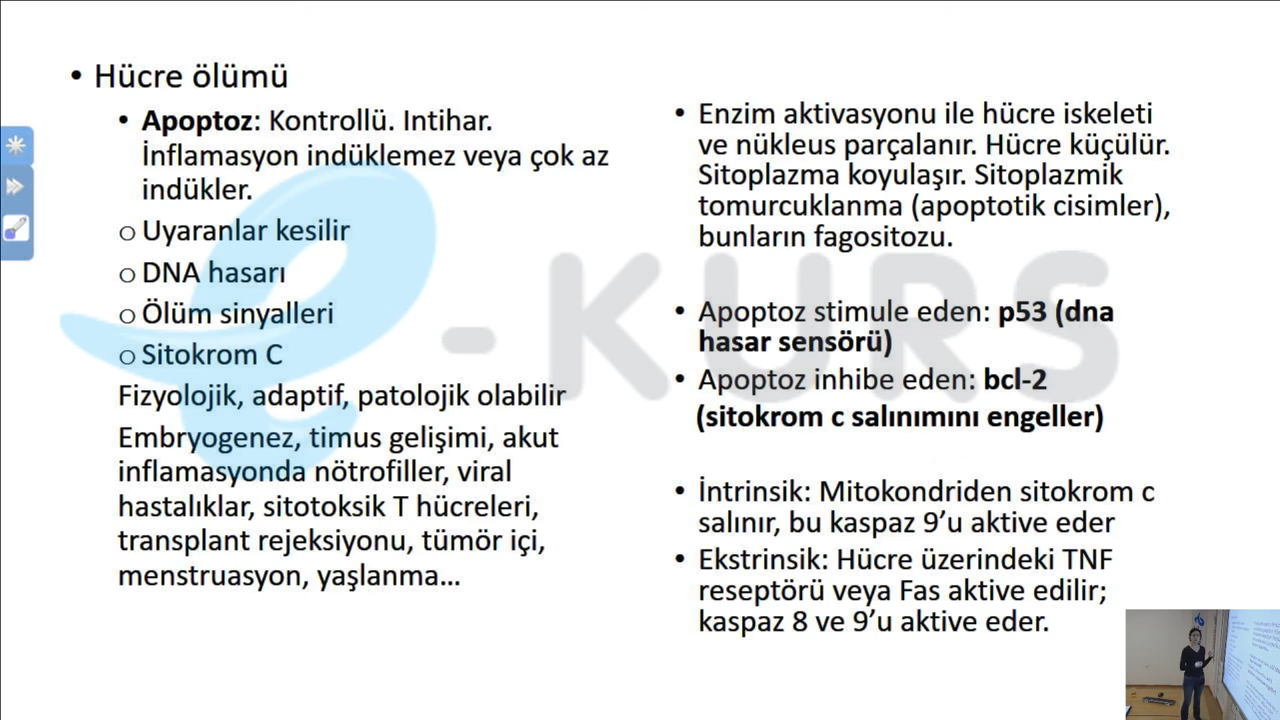 • Hücre ölümü
• Apoptoz: Kontrollü. Intihar.
İnflamasyon indüklemez veya çok az
indükler.
○ Uyaranlar kesilir
○ DNA hasarı
○ Ölüm sinyalleri
○ Sitokrom C
Fizyolojik, adaptif, patolojik olabilir
Embryogenez, timus gelişimi, akut
inflamasyonda nötrofiller, viral
hastalıklar, sitotoksik T hücreleri,
transplant rejeksiyonu, tümör içi,
menstruasyon, yaşlanma...
• Enzim aktivasyonu ile hücre iskeleti
ve nükleus parçalanır. Hücre küçülür.
Sitoplazma koyulaşır. Sitoplazmik
tomurcuklanma (apoptotik cisimler),
bunların fagositozu.
• Apoptoz stimule eden: p53 (dna
hasar sensörü)
• Apoptoz inhibe eden: bcl-2
(sitokrom c salınımını engeller)
• İntrinsik: Mitokondriden sitokrom c
salınır, bu kaspaz 9’u aktive eder
• Ekstrinsik: Hücre üzerindeki TNF
reseptörü veya Fas aktive edilir;
kaspaz 8 ve 9’u aktive eder.
e-KURS